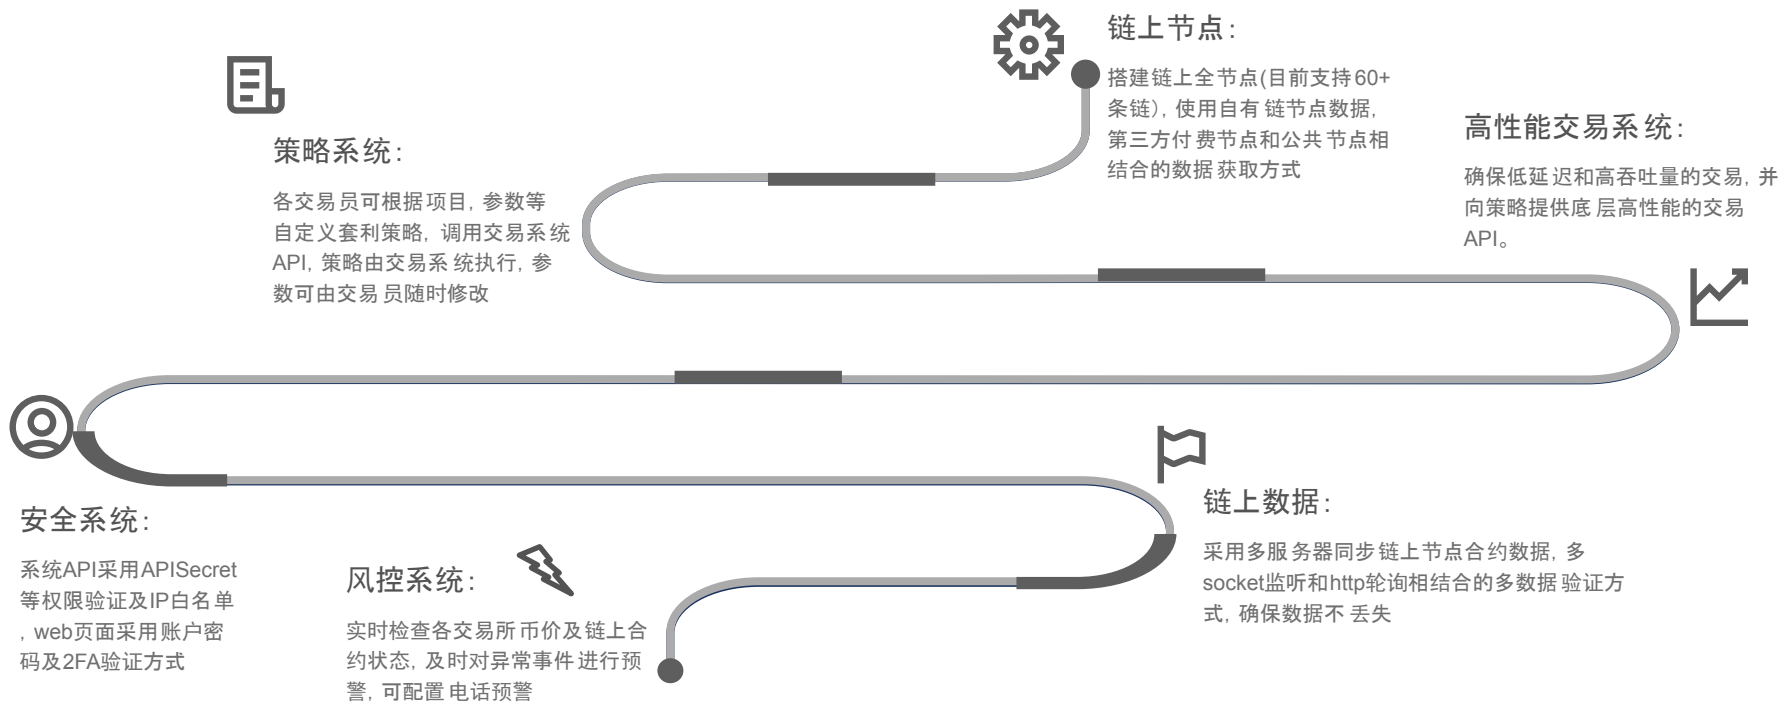 链上节点：
搭建链上全节点(目前支持60+
条链)，使用自有链节点数据，
第三方付费节点和公共节点相
结合的数据获取方式
高性能交易系统：
确保低延迟和高吞吐量的交易，并
向策略提供底层高性能的交易
API。
策略系统：
各交易员可根据项目，参数等
自定义套利策略，调用交易系统
API，策略由交易系统执行，参
数可由交易员随时修改
安全系统：
系统API采用APISecret
等权限验证及IP白名单
，web页面采用账户密
码及2FA验证方式
风控系统：
实时检查各交易所币价及链上合
约状态，及时对异常事件进行预
警，可配置电话预警
链上数据：
采用多服务器同步链上节点合约数据，多
socket监听和http轮询相结合的多数据验证方
式，确保数据不丢失